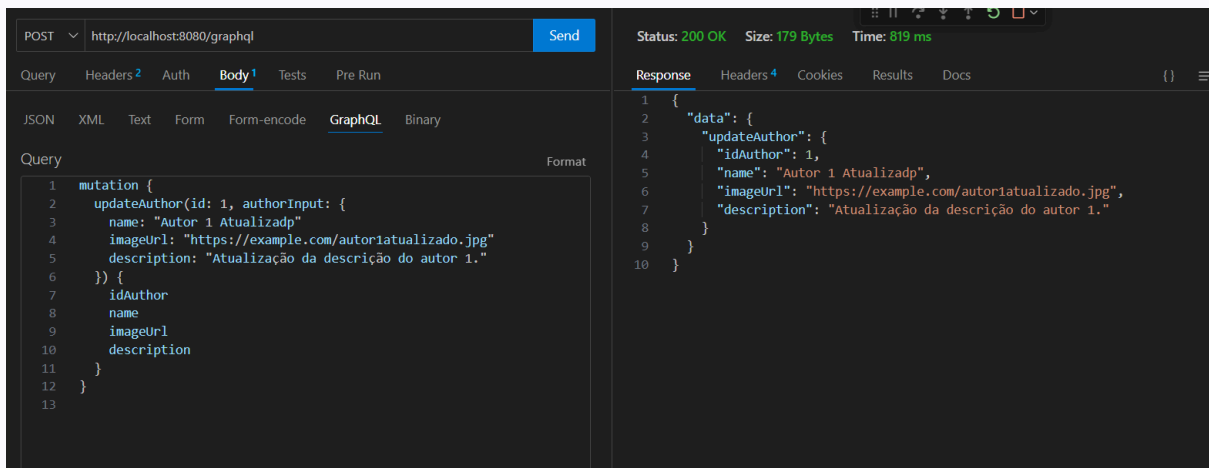 POST http://localhost:8080/graphql Send
Query Headers 2 Auth Body 1 Tests Pre Run
JSON XML Text Form Form-encode GraphQL Binary
Query Format
1 mutation {
2 updateAuthor(id: 1, authorInput: {
3 name: "Autor 1 Atualizadp"
4 imageUrl: "https://example.com/autor1atualizado.jpg"
5 description: "Atualização da descrição do autor 1."
6 }) {
7 idAuthor
8 name
9 imageUrl
10 description
11 }
12 }
13
Status: 200 OK Size: 179 Bytes Time: 819 ms
Response Headers 4 Cookies Results Docs {}
1 {
2 "data": {
3 "updateAuthor": {
4 "idAuthor": 1,
5 "name": "Autor 1 Atualizadp",
6 "imageUrl": "https://example.com/autor1atualizado.jpg",
7 "description": "Atualização da descrição do autor 1."
8 }
9 }
10 }